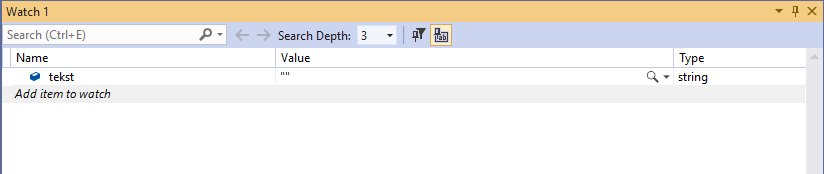 Watch 1
Search (Ctrl+E) Search Depth: 3
Name Value Type
tekst "" string
Add item to watch